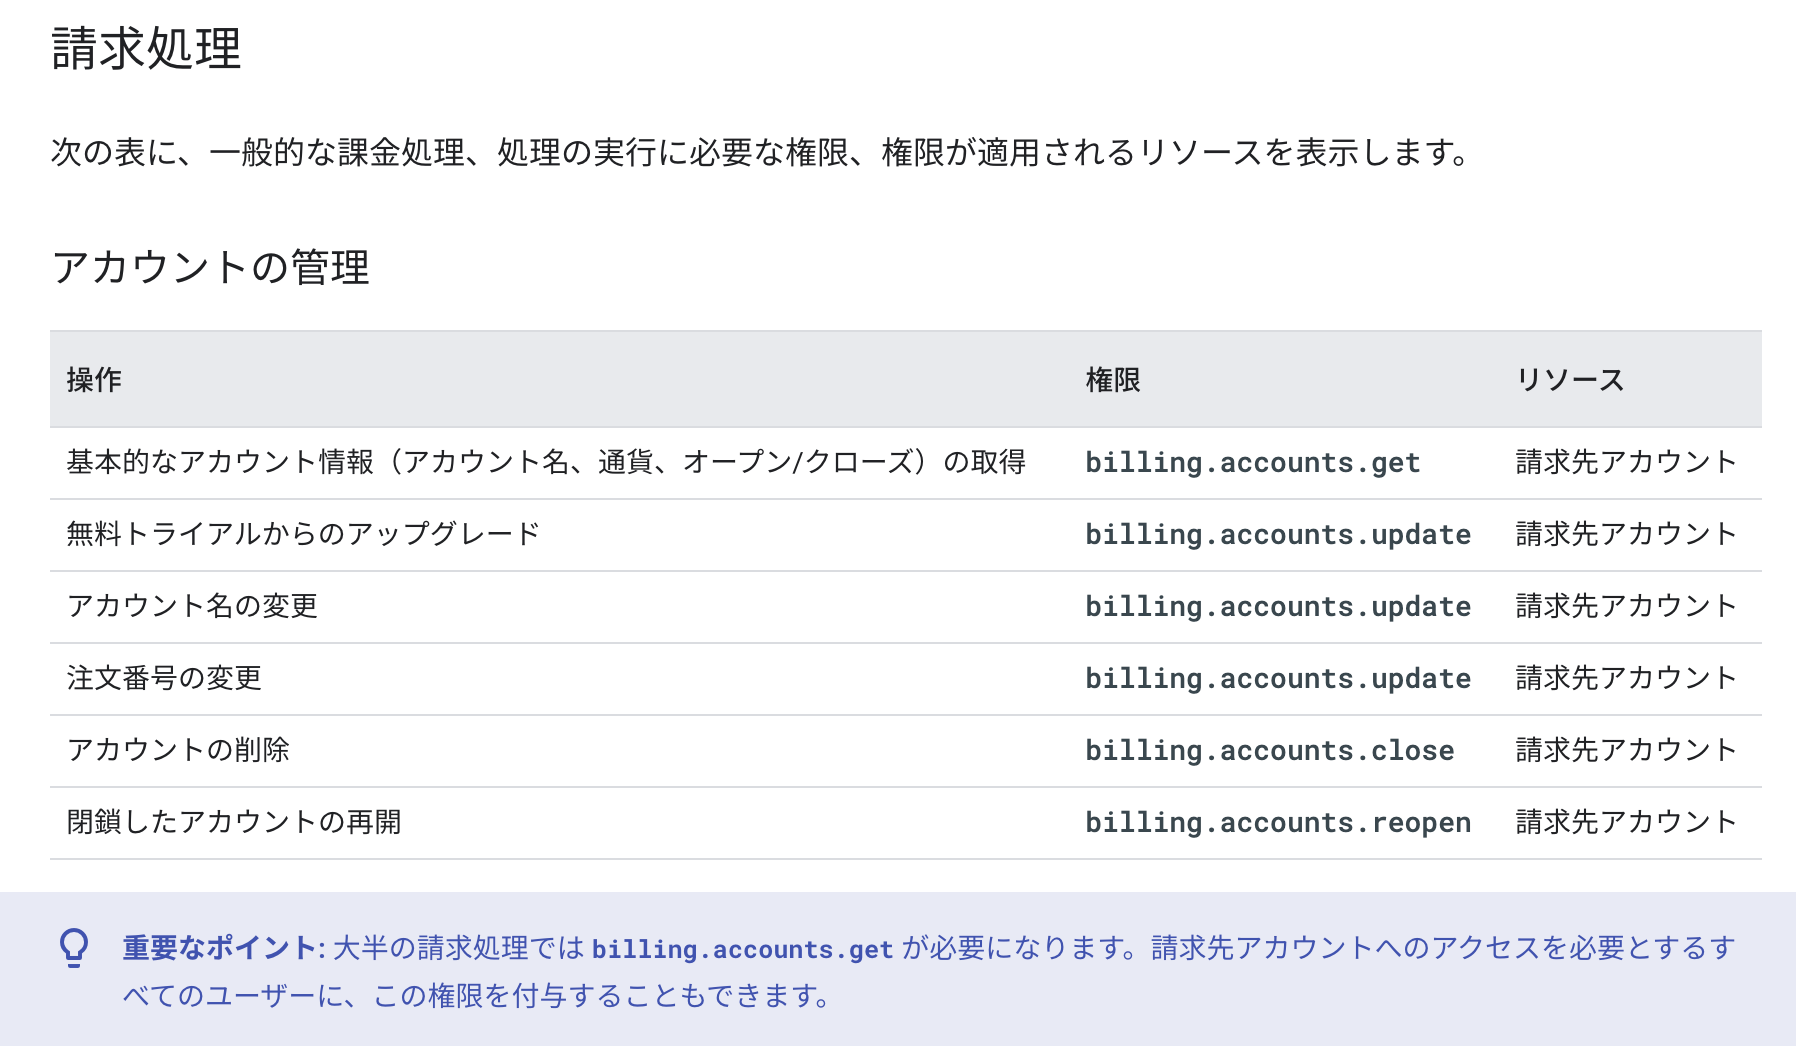 請求処理
次の表に、一般的な課金処理、処理の実行に必要な権限、権限が適用されるリソースを表示します。
アカウントの管理
操作 権限 リソース
基本的なアカウント情報（アカウント名、通貨、オープン/クローズ）の取得 billing.accounts.get 請求先アカウント
無料トライアルからのアップグレード billing.accounts.update 請求先アカウント
アカウント名の変更 billing.accounts.update 請求先アカウント
注文番号の変更 billing.accounts.update 請求先アカウント
アカウントの削除 billing.accounts.close 請求先アカウント
閉鎖したアカウントの再開 billing.accounts.reopen 請求先アカウント
重要なポイント: 大半の請求処理では billing.accounts.get が必要になります。請求先アカウントへのアクセスを必要とするす
べてのユーザーに、この権限を付与することもできます。